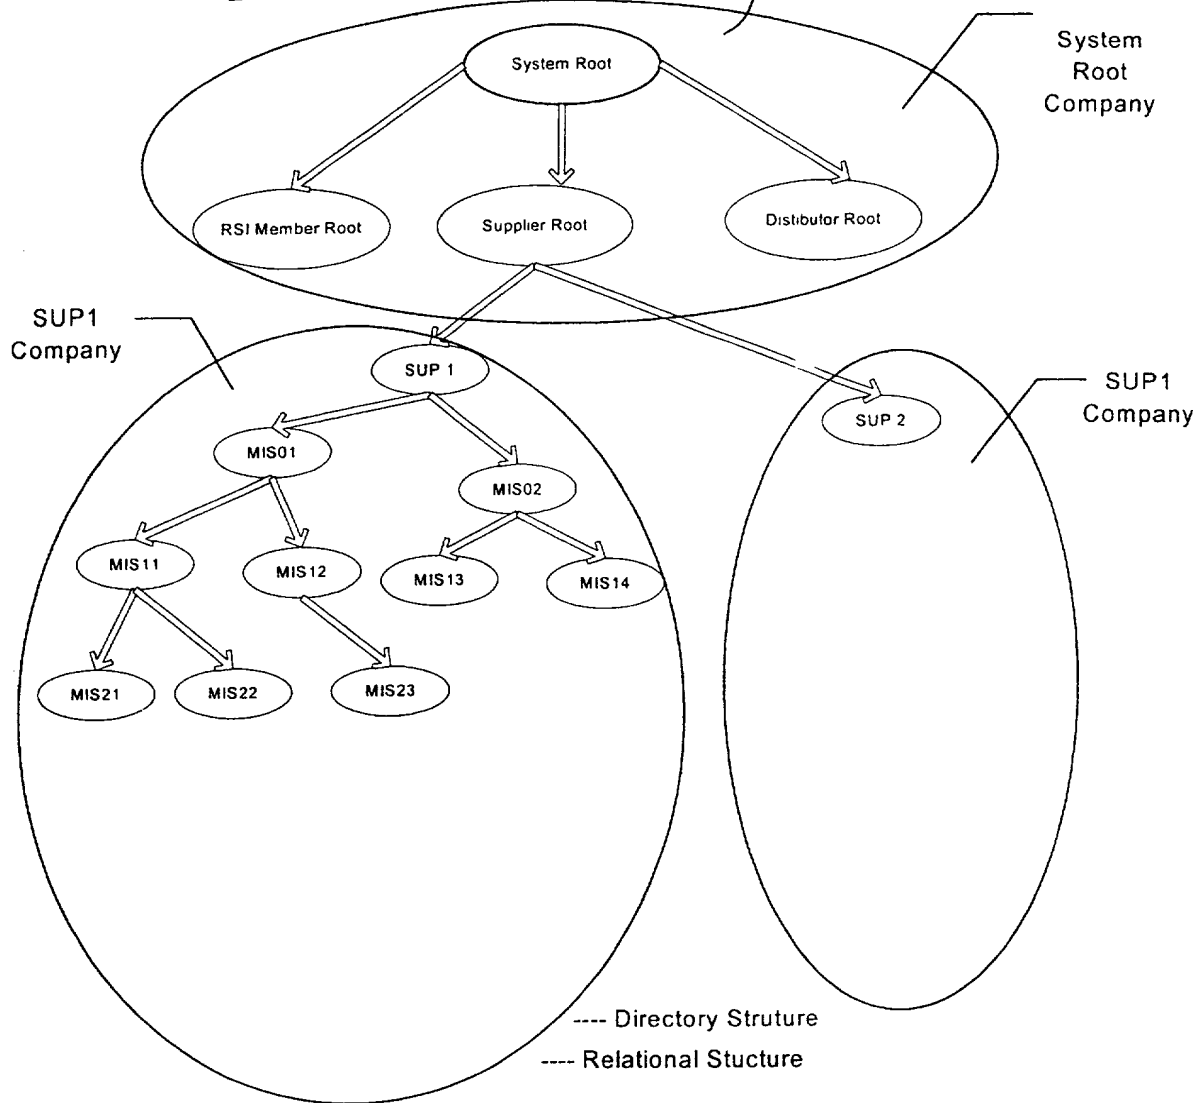 System
Root
Company
System Root
RSI Member Root
Supplier Root
Distibutor Root
SUP1
Company
SUP 1
SUP1
Company
SUP 2
MIS01
MIS02
MIS11
MIS12
MIS13
MIS14
MIS21
MIS22
MIS23
---- Directory Struture
---- Relational Stucture